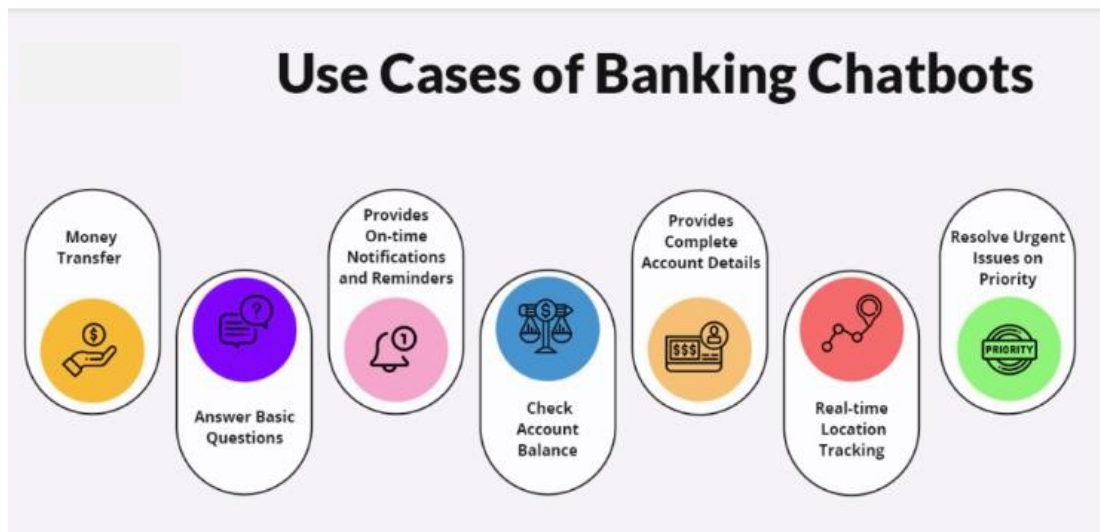 Use Cases of Banking Chatbots
Money
Transfer
$
?
Answer Basic
Questions
Provides
On-time
Notifications
and Reminders
1
$
Check
Account
Balance
Provides
Complete
Account Details
$$$
Real-time
Location
Tracking
Resolve Urgent
Issues on
Priority
PRIORITY